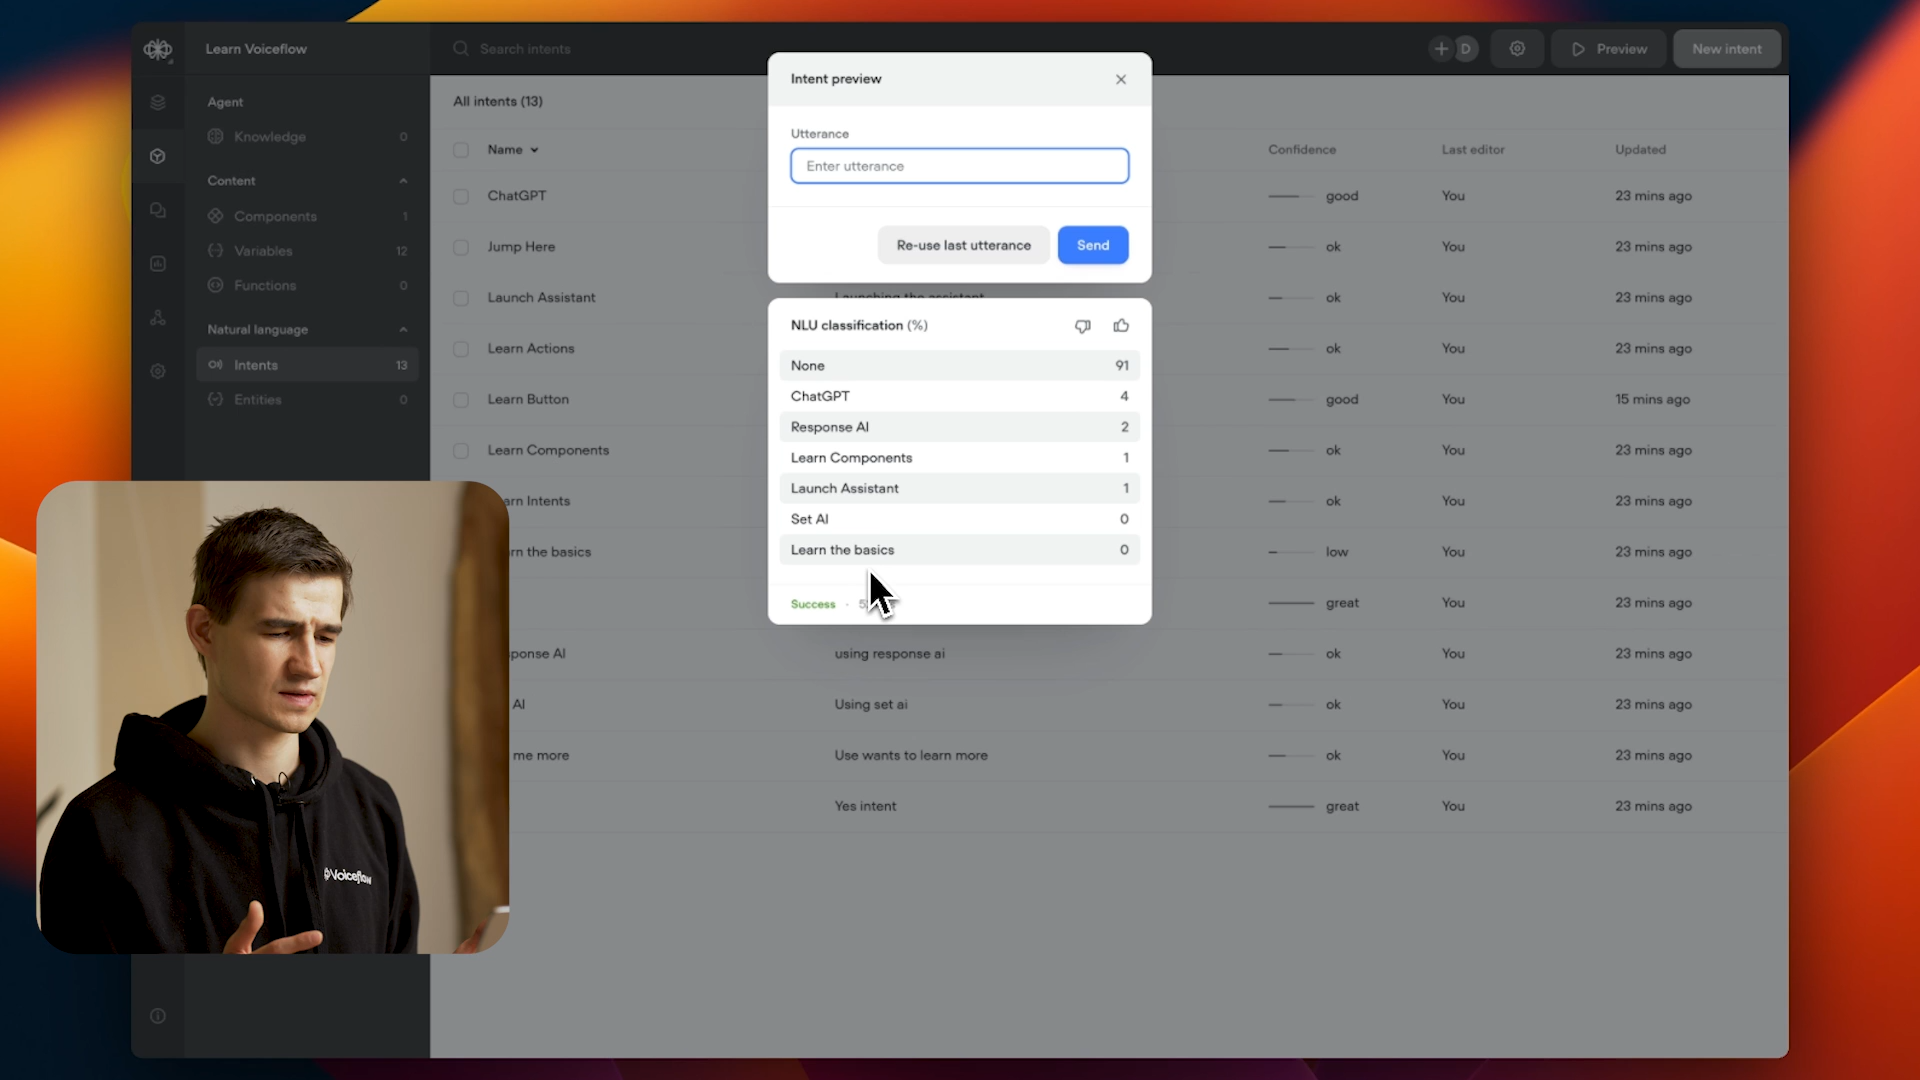 Learn Voiceflow
Search intents
D
Preview
New intent
Agent
Knowledge 0
Content
Components 1
Variables 12
Functions 0
Natural language
Intents 13
Entities 0
All intents (13)
Name Confidence Last editor Updated
ChatGPT good You 23 mins ago
Jump Here ok You 23 mins ago
Launch Assistant Launching the assistant ok You 23 mins ago
Learn Actions ok You 23 mins ago
Learn Button good You 15 mins ago
Learn Components ok You 23 mins ago
arn Intents ok You 23 mins ago
rn the basics low You 23 mins ago
great You 23 mins ago
ponse AI using response ai ok You 23 mins ago
AI Using set ai ok You 23 mins ago
me more Use wants to learn more ok You 23 mins ago
Yes intent great You 23 mins ago
Intent preview
Utterance
Enter utterance
Re-use last utterance
Send
NLU classification (%)
None 91
ChatGPT 4
Response AI 2
Learn Components 1
Launch Assistant 1
Set AI 0
Learn the basics 0
Success ·
Voiceflow